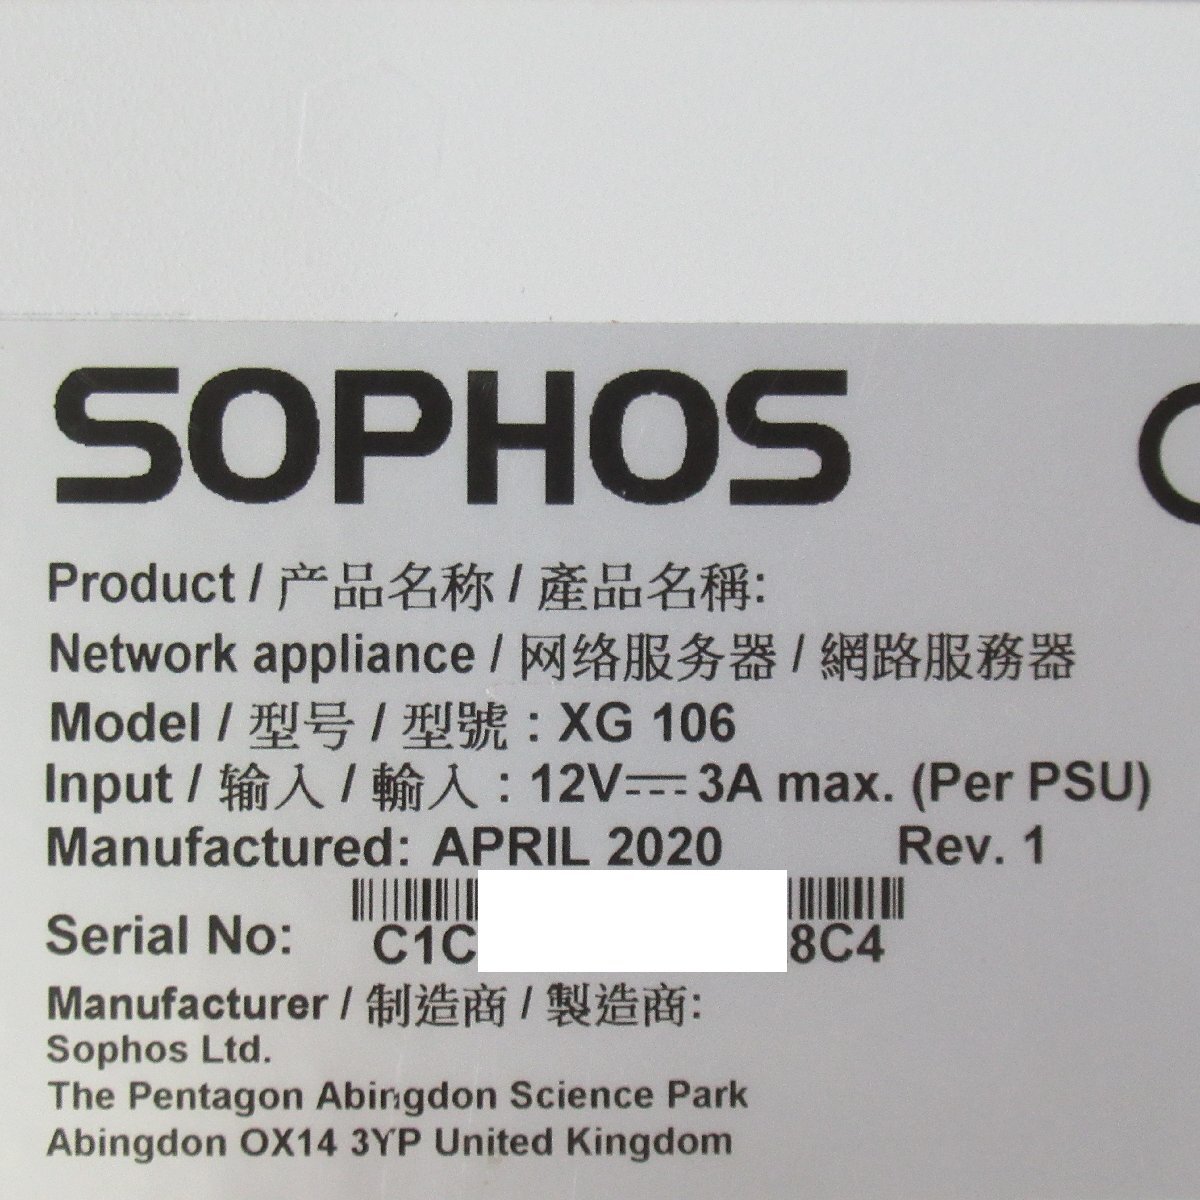 SOPHOS
Product / 产品名称 / 產品名稱:
Network appliance / 网络服务器 / 網路服務器
Model / 型号 / 型號 : XG 106
Input / 输入 / 輸入 : 12V⎓3A max. (Per PSU)
Manufactured: APRIL 2020 Rev. 1
Serial No: C1C 8C4
Manufacturer / 制造商 / 製造商:
Sophos Ltd.
The Pentagon Abingdon Science Park
Abingdon OX14 3YP United Kingdom